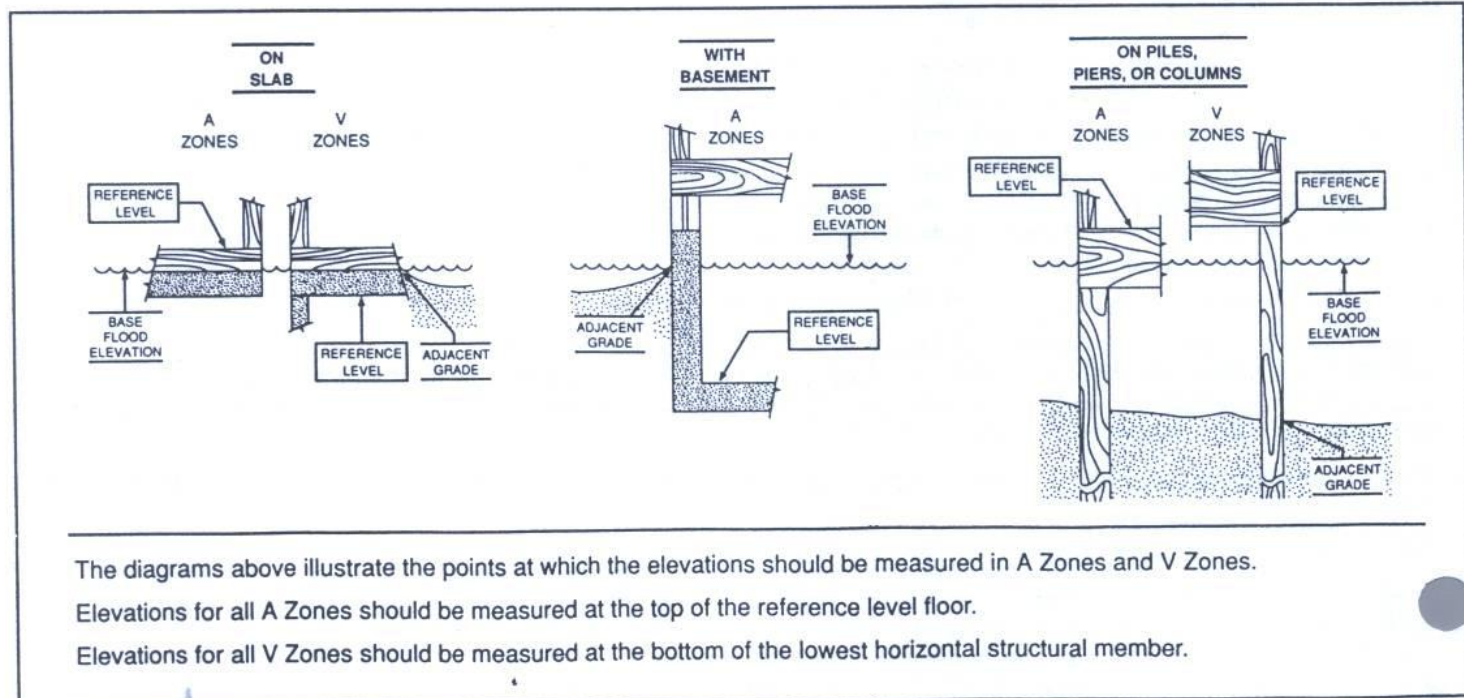 ON
SLAB
A
ZONES
V
ZONES
REFERENCE
LEVEL
BASE
FLOOD
ELEVATION
REFERENCE
LEVEL
ADJACENT
GRADE
WITH
BASEMENT
A
ZONES
BASE
FLOOD
ELEVATION
ADJACENT
GRADE
REFERENCE
LEVEL
ON PILES,
PIERS, OR COLUMNS
A
ZONES
V
ZONES
REFERENCE
LEVEL
REFERENCE
LEVEL
BASE
FLOOD
ELEVATION
ADJACENT
GRADE
The diagrams above illustrate the points at which the elevations should be measured in A Zones and V Zones.
Elevations for all A Zones should be measured at the top of the reference level floor.
Elevations for all V Zones should be measured at the bottom of the lowest horizontal structural member.